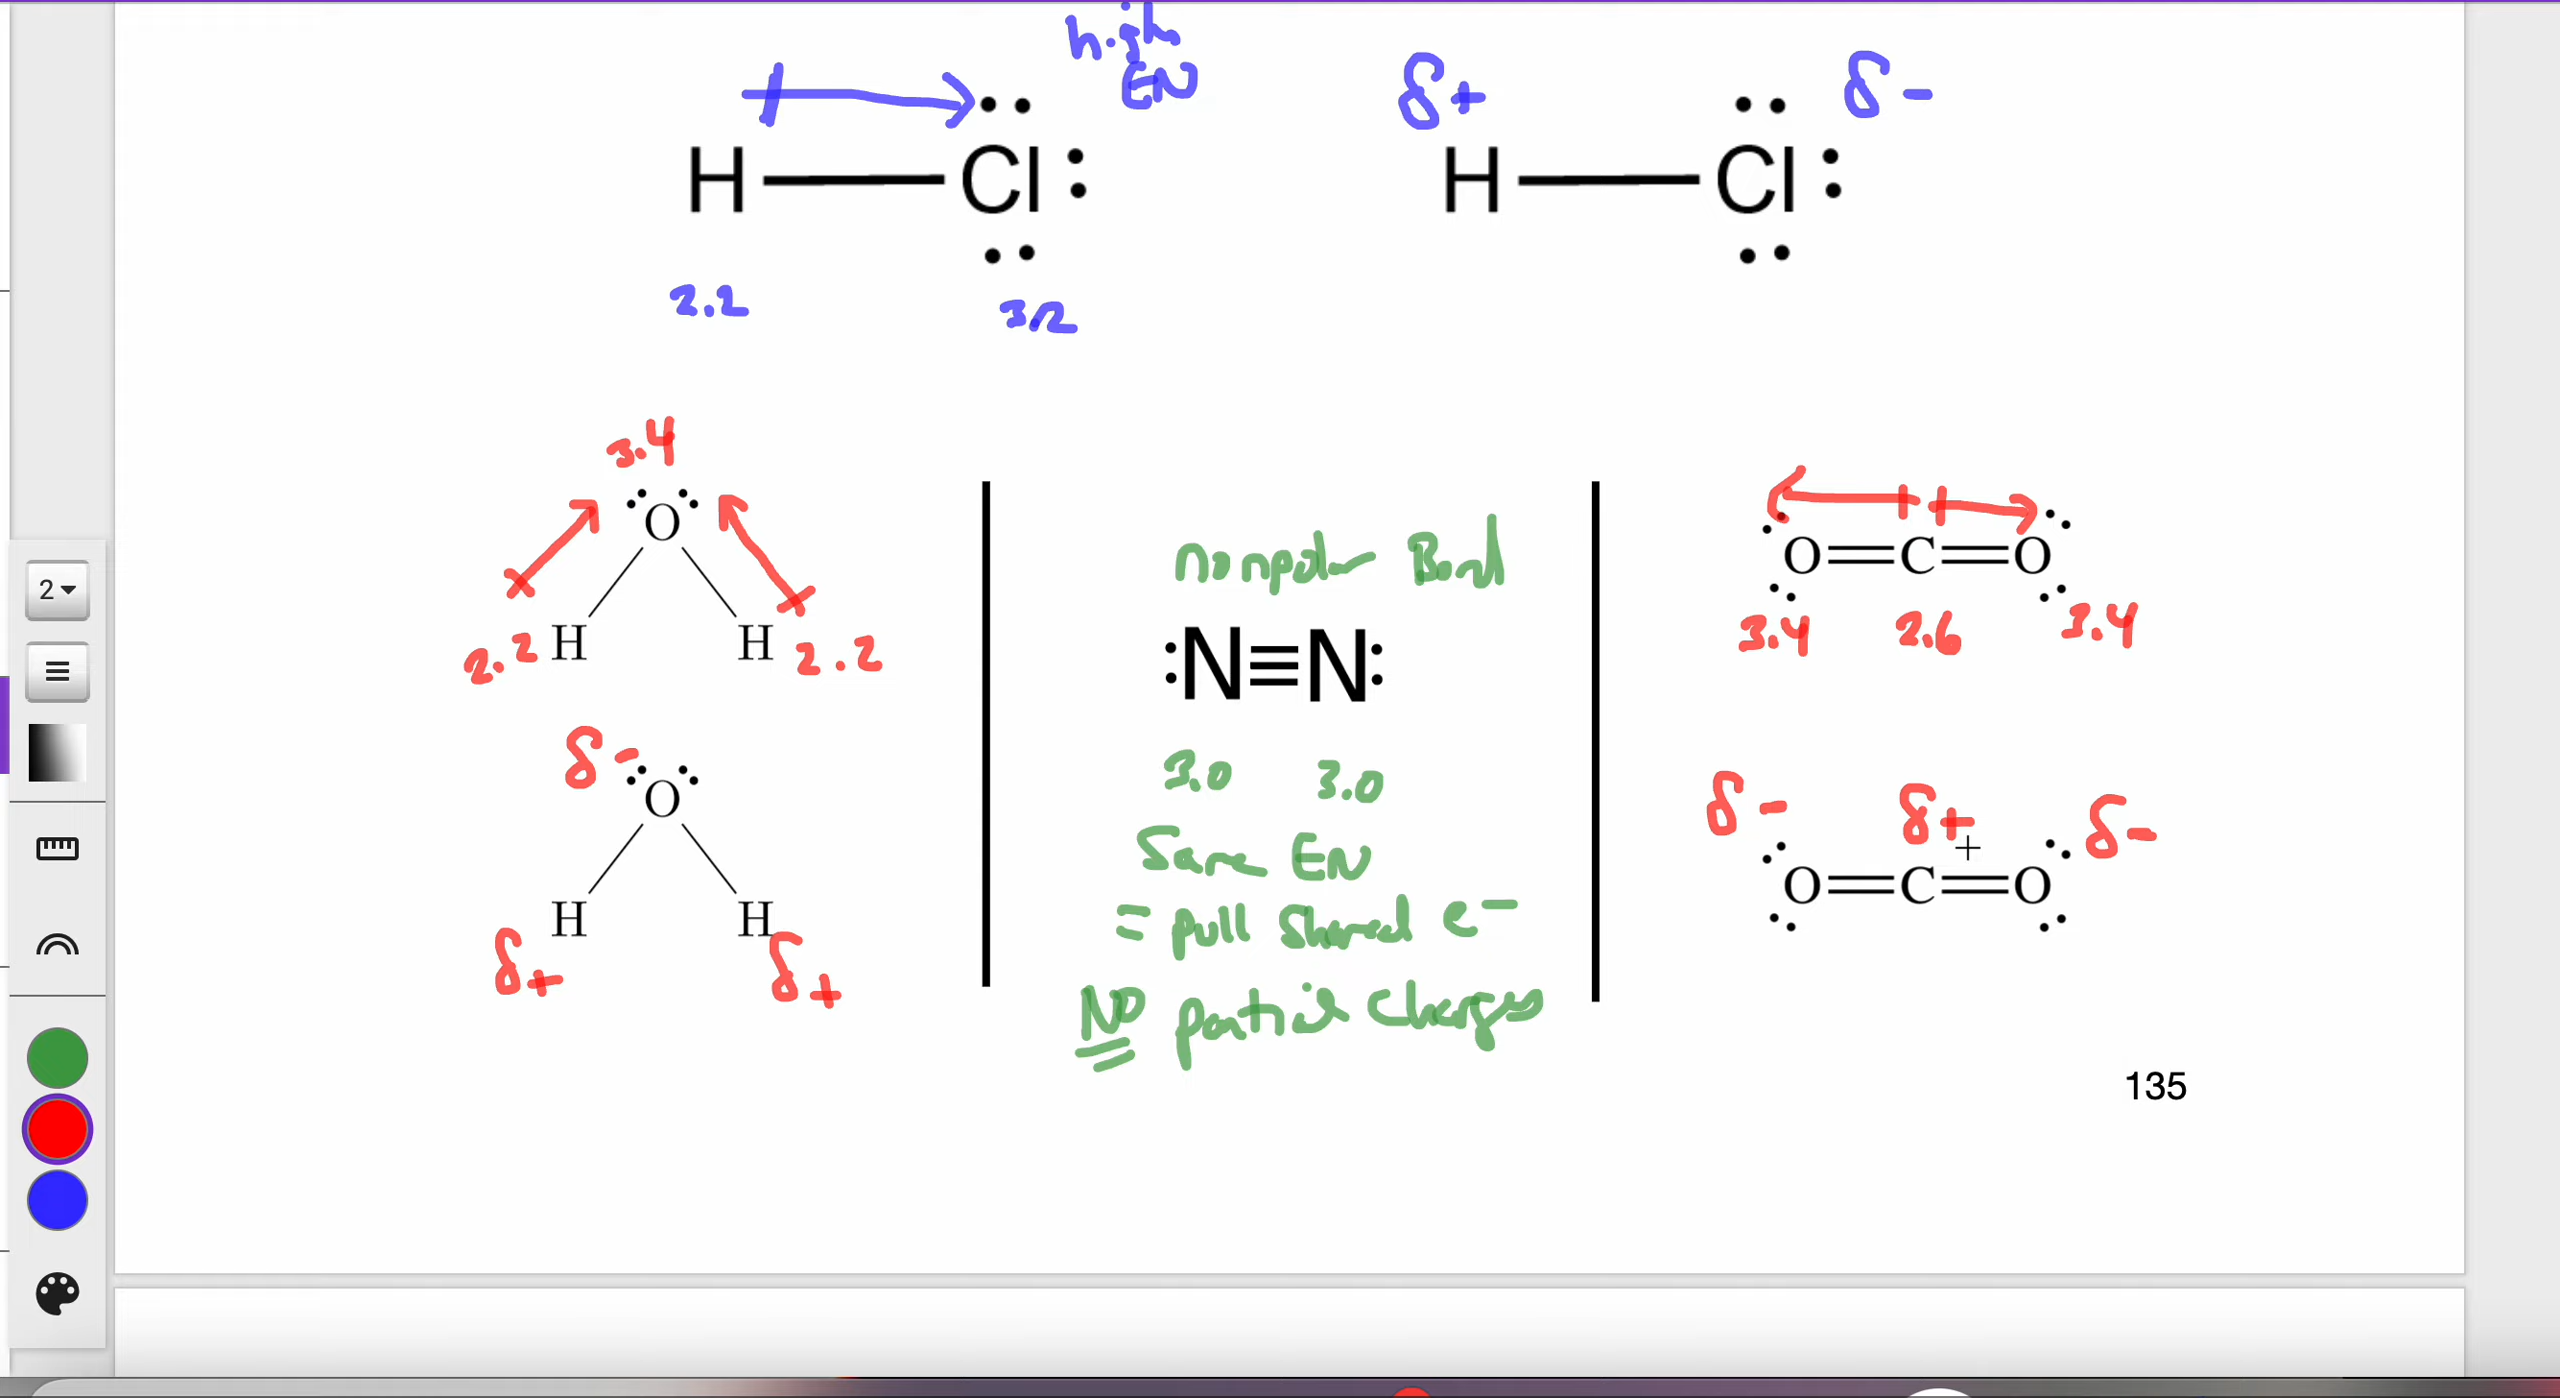 high
EN
δ+
δ-
H — Cl :
H — Cl :
2.2
3.2
3.4
O
H H
2.2 2.2
δ-
O
H H
δ+ δ+
nonpolar Bond
:N≡N:
3.0 3.0
Same EN
= pull shared e-
NO partial charges
O=C=O
3.4 2.6 3.4
δ- δ+ δ-
O=C=O
135
2